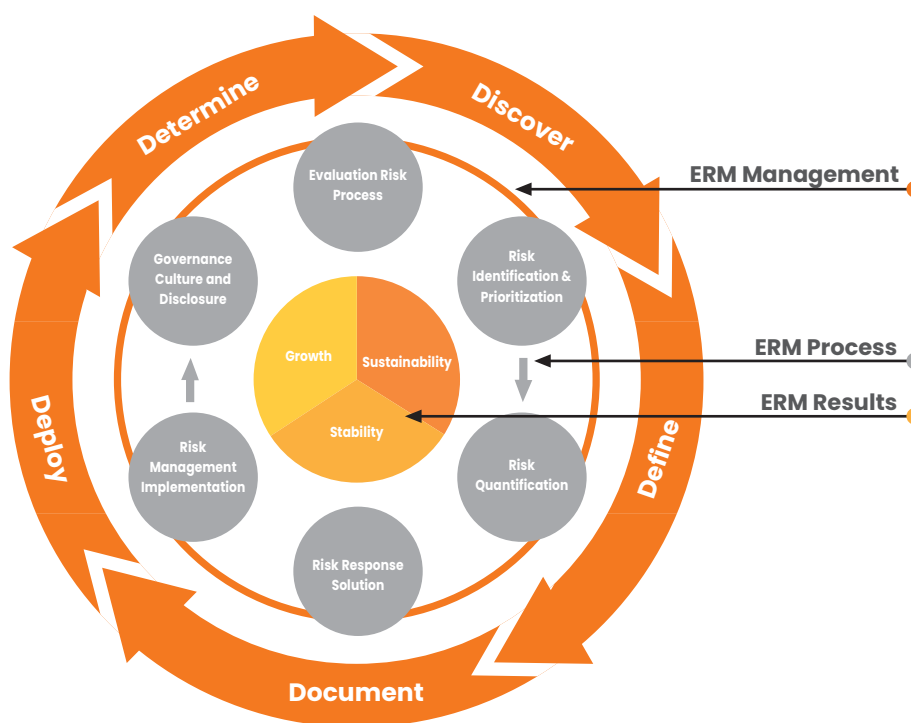 Determine
Discover
ERM Management
Evaluation Risk
Process
Governance
Culture and
Disclosure
Risk
Identification &
Prioritization
ERM Process
Growth
Sustainability
ERM Results
Stability
Deploy
Define
Risk
Management
Implementation
Risk
Quantification
Risk Response
Solution
Document